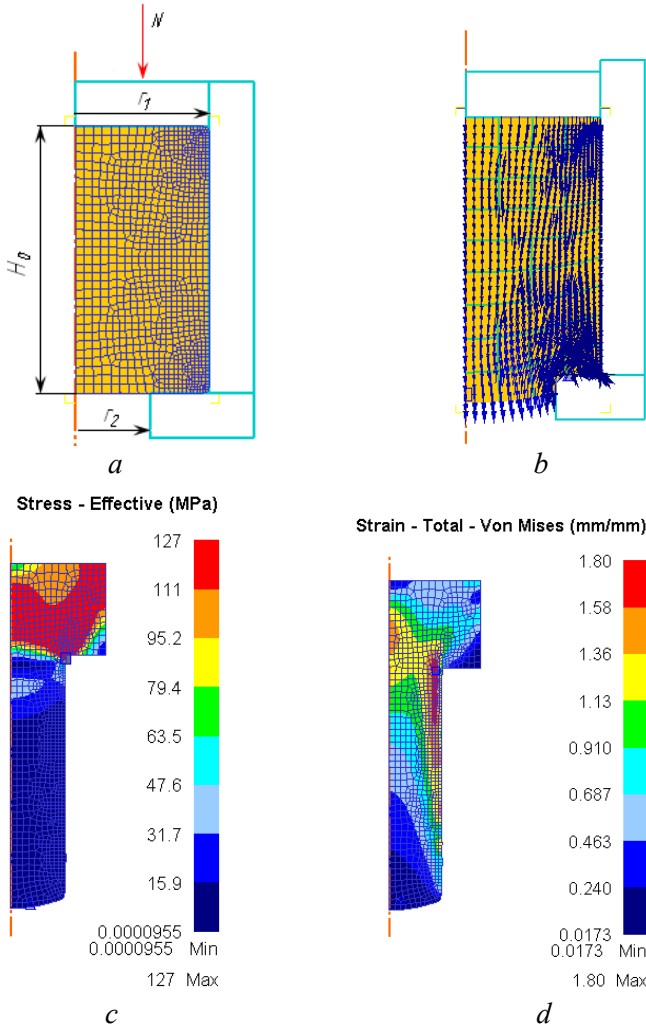 N
r₁
H₀
r₂
a
b
Stress - Effective (MPa)
127
111
95.2
79.4
63.5
47.6
31.7
15.9
0.0000955
0.0000955 Min
127 Max
c
Strain - Total - Von Mises (mm/mm)
1.80
1.58
1.36
1.13
0.910
0.687
0.463
0.240
0.0173
0.0173 Min
1.80 Max
d